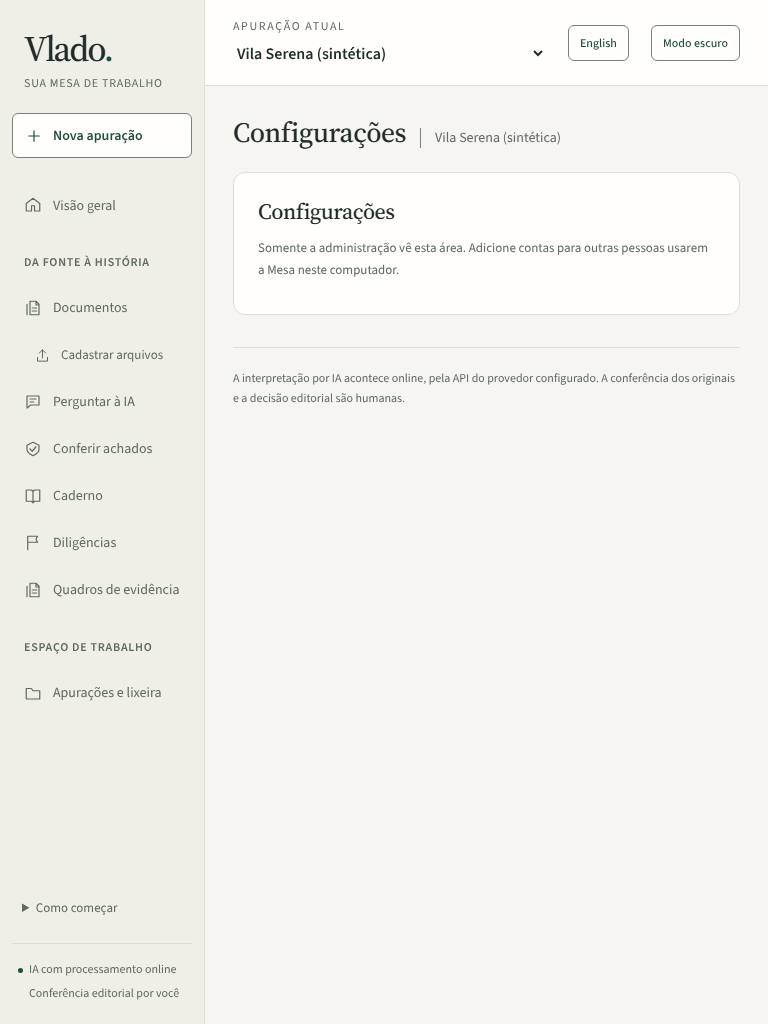 Vlado.
SUA MESA DE TRABALHO
Nova apuração
Visão geral
DA FONTE À HISTÓRIA
Documentos
Cadastrar arquivos
Perguntar à IA
Conferir achados
Caderno
Diligências
Quadros de evidência
ESPAÇO DE TRABALHO
Apurações e lixeira
Como começar
IA com processamento online
Conferência editorial por você
APURAÇÃO ATUAL
Vila Serena (sintética)
English
Modo escuro
Configurações
Vila Serena (sintética)
Configurações
Somente a administração vê esta área. Adicione contas para outras pessoas usarem
a Mesa neste computador.
A interpretação por IA acontece online, pela API do provedor configurado. A conferência dos originais
e a decisão editorial são humanas.